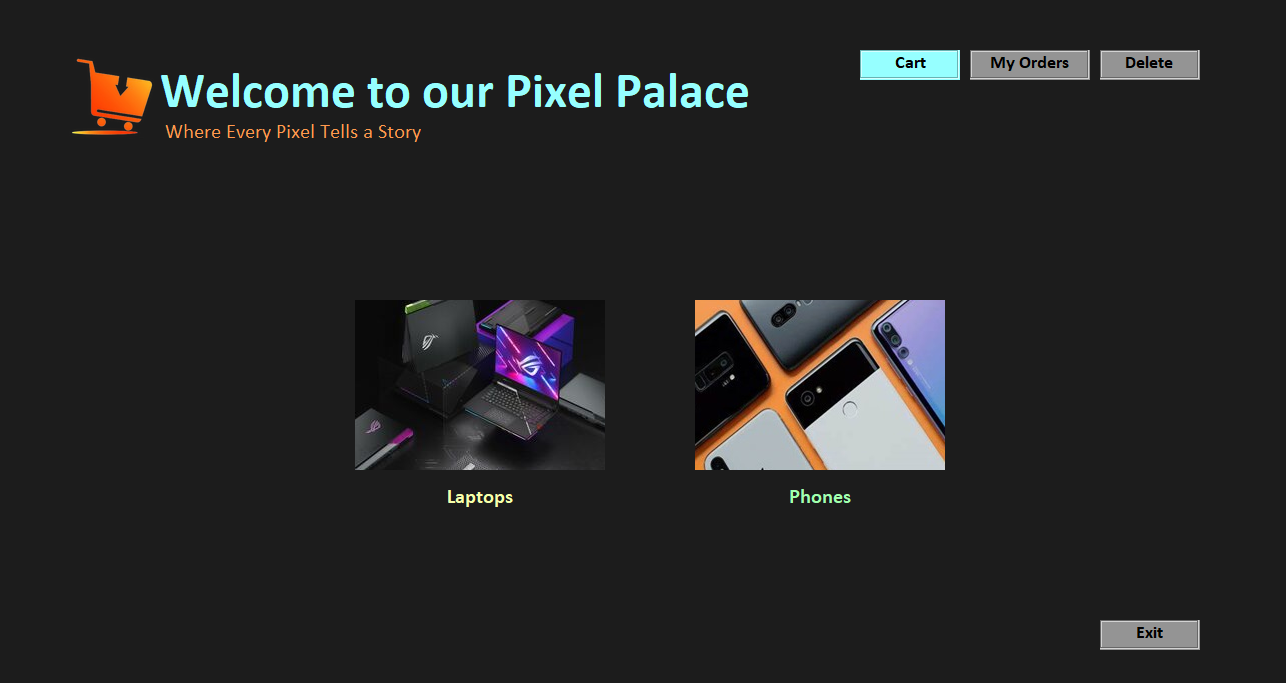 Cart
My Orders
Delete
Welcome to our Pixel Palace
Where Every Pixel Tells a Story
Laptops
Phones
Exit